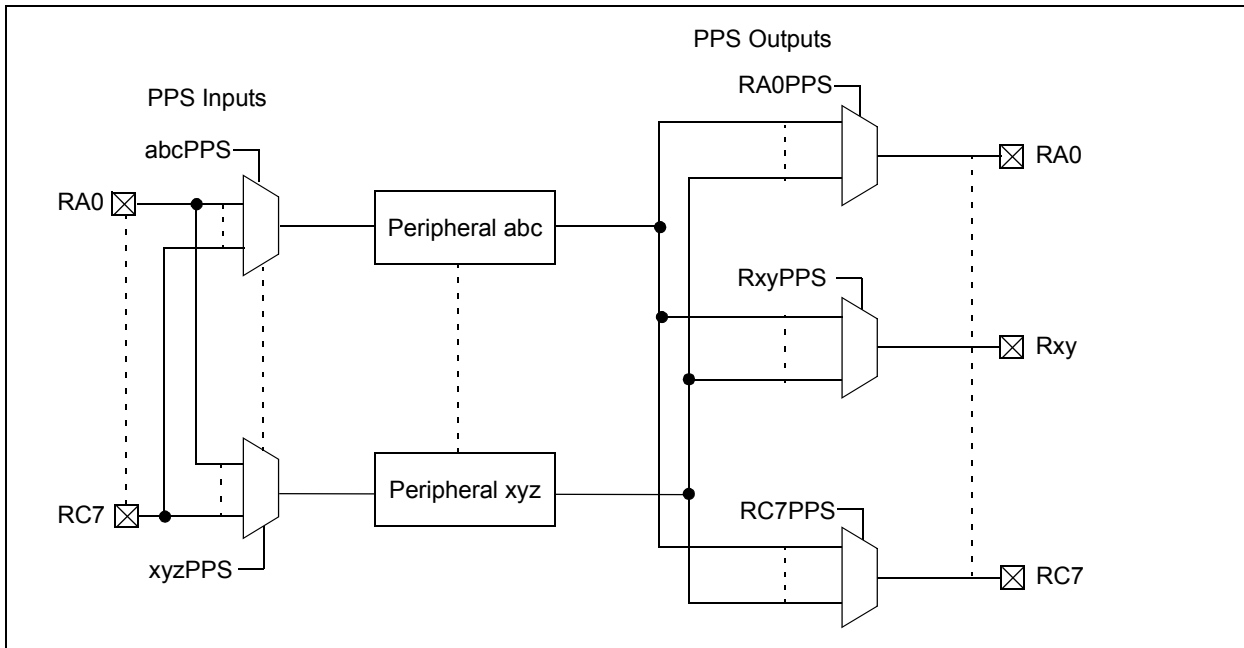 PPS Outputs
RA0PPS
PPS Inputs
abcPPS
RA0
RA0
Peripheral abc
RxyPPS
Rxy
Peripheral xyz
RC7PPS
RC7
xyzPPS
RC7